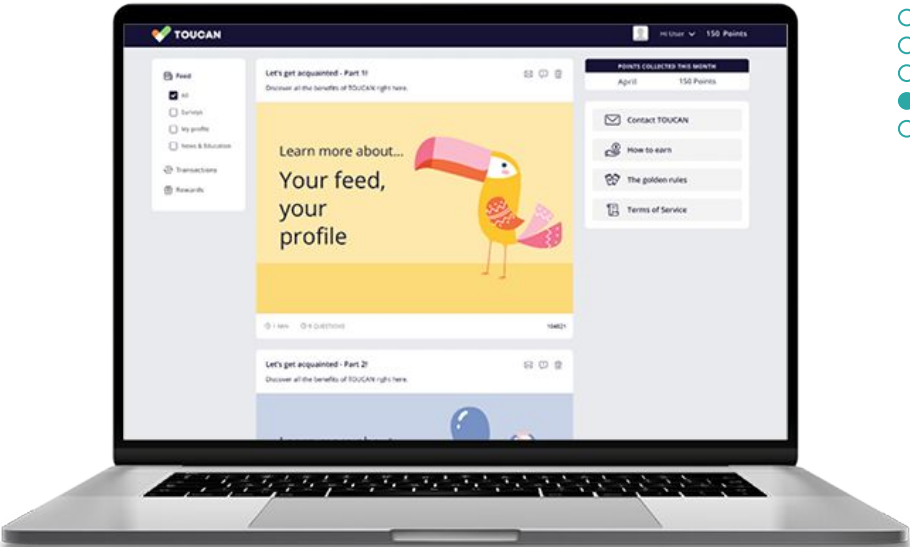 TOUCAN
Hi User
150 Points
Feed
All
Surveys
My profile
News & Education
Transactions
Rewards
Let's get acquainted - Part 1!
Discover all the benefits of TOUCAN right here.
Learn more about...
Your feed,
your
profile
1 MIN
6 QUESTIONS
104021
Let's get acquainted - Part 2!
Discover all the benefits of TOUCAN right here.
POINTS COLLECTED THIS MONTH
April
150 Points
Contact TOUCAN
How to earn
The golden rules
Terms of Service